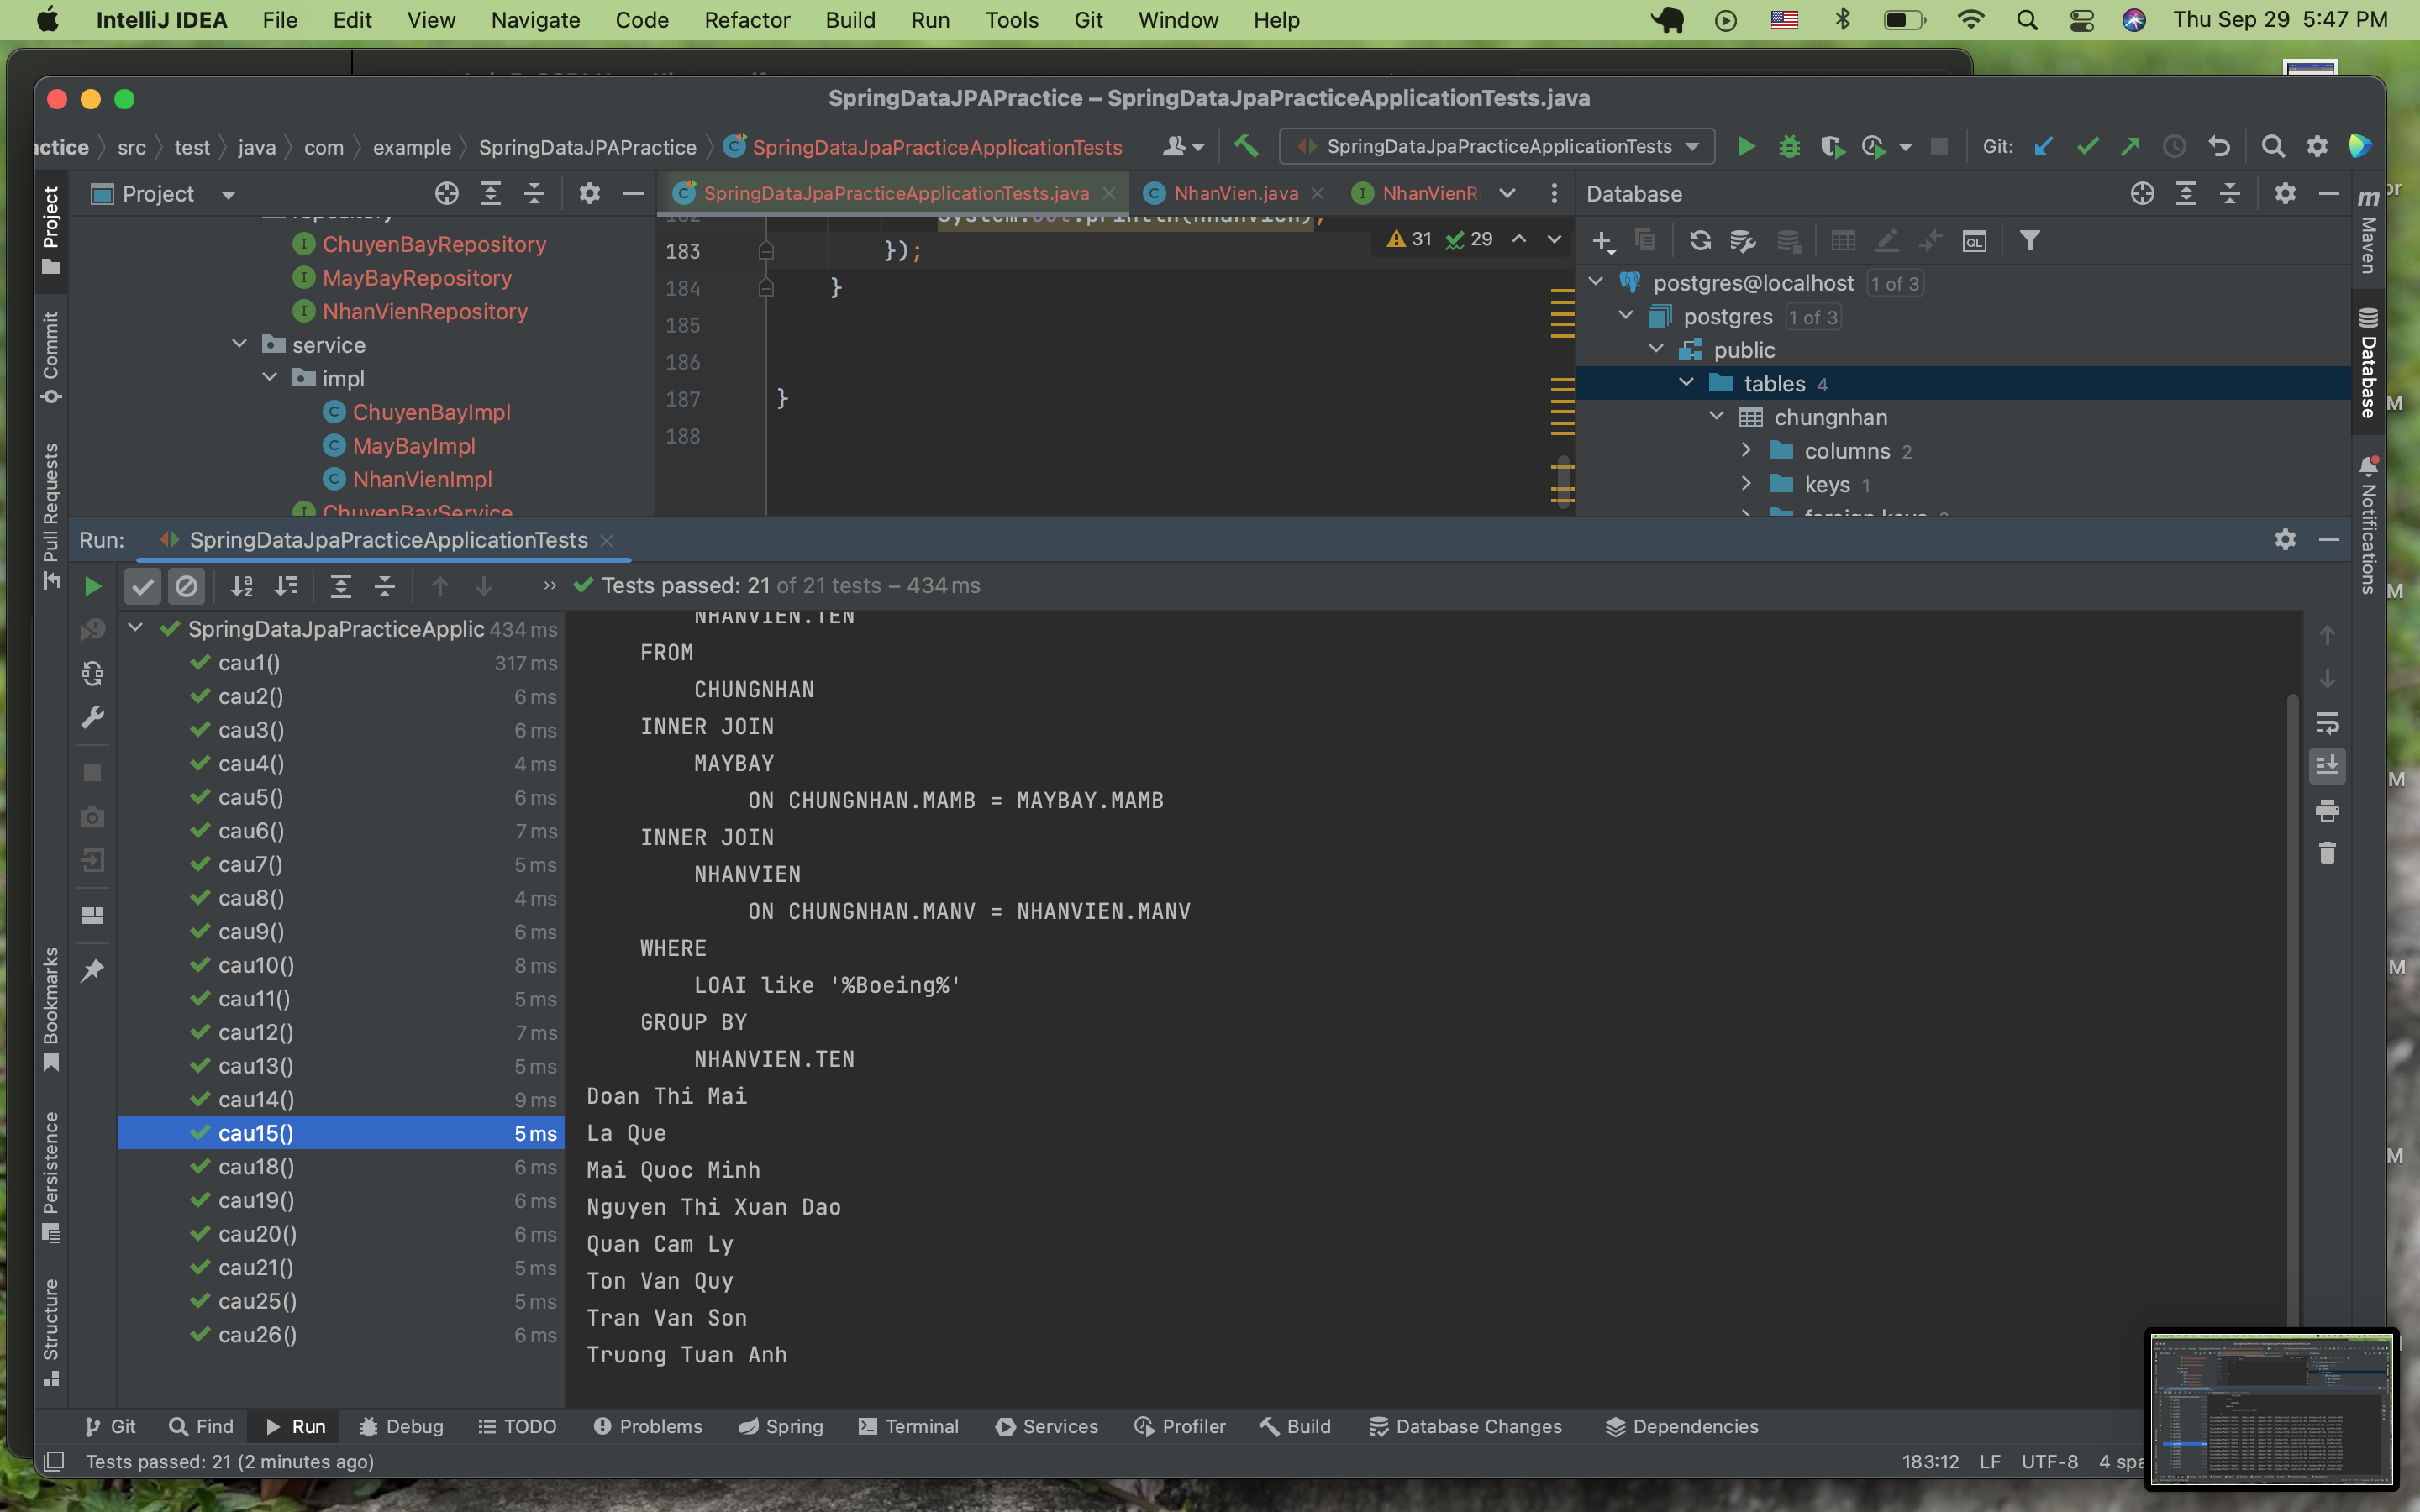 IntelliJ IDEA File Edit View Navigate Code Refactor Build Run Tools Git Window Help Thu Sep 29 5:47 PM
SpringDataJPAPractice – SpringDataJpaPracticeApplicationTests.java
actice src test java com example SpringDataJPAPractice SpringDataJpaPracticeApplicationTests SpringDataJpaPracticeApplicationTests Git:
Project
SpringDataJpaPracticeApplicationTests.java NhanVien.java NhanVienR
Database
repository
ChuyenBayRepository
MayBayRepository
NhanVienRepository
service
impl
ChuyenBayImpl
MayBayImpl
NhanVienImpl
ChuyenBayService
182 System.out.println(nhanVien);
183 });
184 }
185
186
187 }
188
31 29
QL
postgres@localhost 1 of 3
postgres 1 of 3
public
tables 4
chungnhan
columns 2
keys 1
foreign keys
Project
Commit
Pull Requests
Bookmarks
Persistence
Structure
m Maven
Database
Notifications
Run: SpringDataJpaPracticeApplicationTests
Tests passed: 21 of 21 tests – 434 ms
SpringDataJpaPracticeApplic 434 ms
cau1() 317 ms
cau2() 6 ms
cau3() 6 ms
cau4() 4 ms
cau5() 6 ms
cau6() 7 ms
cau7() 5 ms
cau8() 4 ms
cau9() 6 ms
cau10() 8 ms
cau11() 5 ms
cau12() 7 ms
cau13() 5 ms
cau14() 9 ms
cau15() 5 ms
cau18() 6 ms
cau19() 6 ms
cau20() 6 ms
cau21() 5 ms
cau25() 5 ms
cau26() 6 ms
NHANVIEN.TEN
FROM
CHUNGNHAN
INNER JOIN
MAYBAY
ON CHUNGNHAN.MAMB = MAYBAY.MAMB
INNER JOIN
NHANVIEN
ON CHUNGNHAN.MANV = NHANVIEN.MANV
WHERE
LOAI like '%Boeing%'
GROUP BY
NHANVIEN.TEN
Doan Thi Mai
La Que
Mai Quoc Minh
Nguyen Thi Xuan Dao
Quan Cam Ly
Ton Van Quy
Tran Van Son
Truong Tuan Anh
Git Find Run Debug TODO Problems Spring Terminal Services Profiler Build Database Changes Dependencies
Tests passed: 21 (2 minutes ago) 183:12 LF UTF-8 4 spa